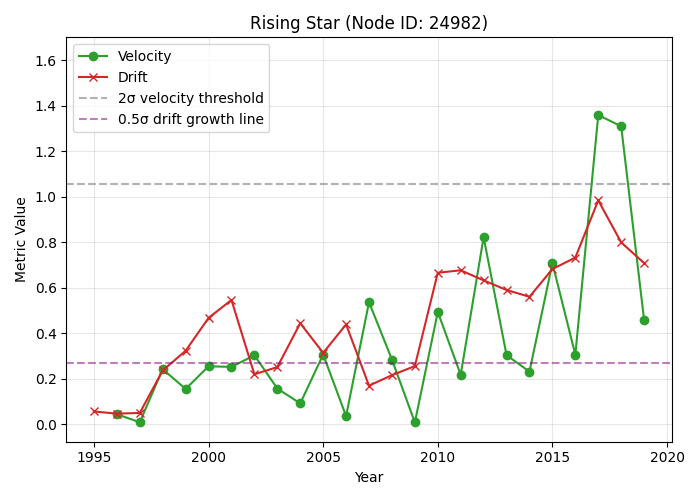 Rising Star (Node ID: 24982)
Velocity
Drift
2σ velocity threshold
0.5σ drift growth line
Metric Value
1.6
1.4
1.2
1.0
0.8
0.6
0.4
0.2
0.0
1995 2000 2005 2010 2015 2020
Year